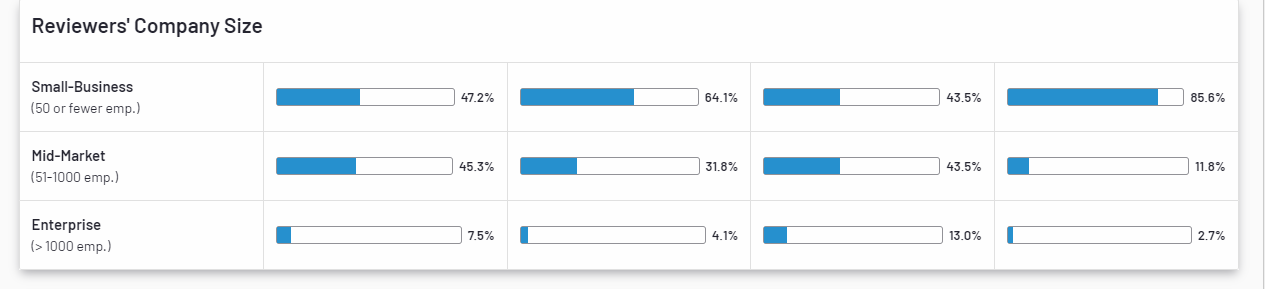 Reviewers' Company Size
Small-Business
(50 or fewer emp.)
47.2%
64.1%
43.5%
85.6%
Mid-Market
(51-1000 emp.)
45.3%
31.8%
43.5%
11.8%
Enterprise
(> 1000 emp.)
7.5%
4.1%
13.0%
2.7%